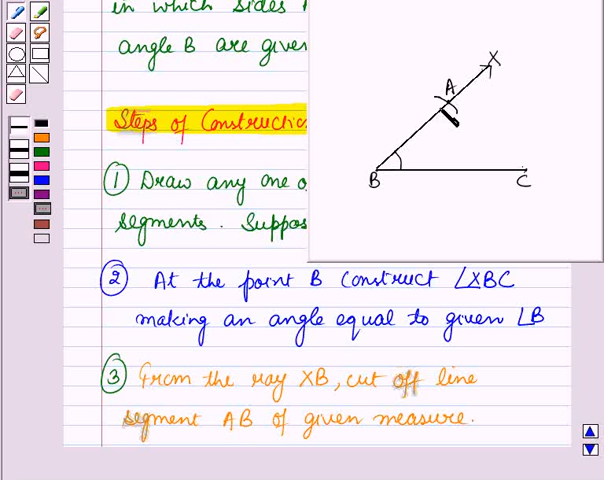 in which sides
angle B are given
Steps of Construction
① Draw any one
segments. Suppos
② At the point B construct ∠XBC
making an angle equal to given ∠B
③ From the ray XB, cut off line
segment AB of given measure.
X
A
B
C